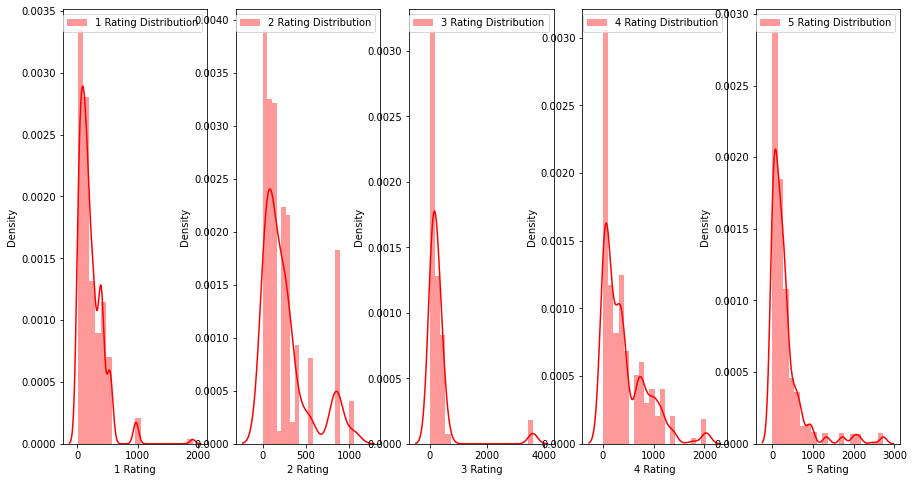 1 Rating Distribution
0.0035
0.0030
0.0025
0.0020
0.0015
0.0010
0.0005
0.0000
Density
0 1000 2000
1 Rating
2 Rating Distribution
0.0040
0.0035
0.0030
0.0025
0.0020
0.0015
0.0010
0.0005
0.0000
Density
0 500 1000
2 Rating
3 Rating Distribution
0.0030
0.0025
0.0020
0.0015
0.0010
0.0005
0.0000
Density
0 2000 4000
3 Rating
4 Rating Distribution
0.0030
0.0025
0.0020
0.0015
0.0010
0.0005
0.0000
Density
0 1000 2000
4 Rating
5 Rating Distribution
0.0030
0.0025
0.0020
0.0015
0.0010
0.0005
0.0000
Density
0 1000 2000 3000
5 Rating